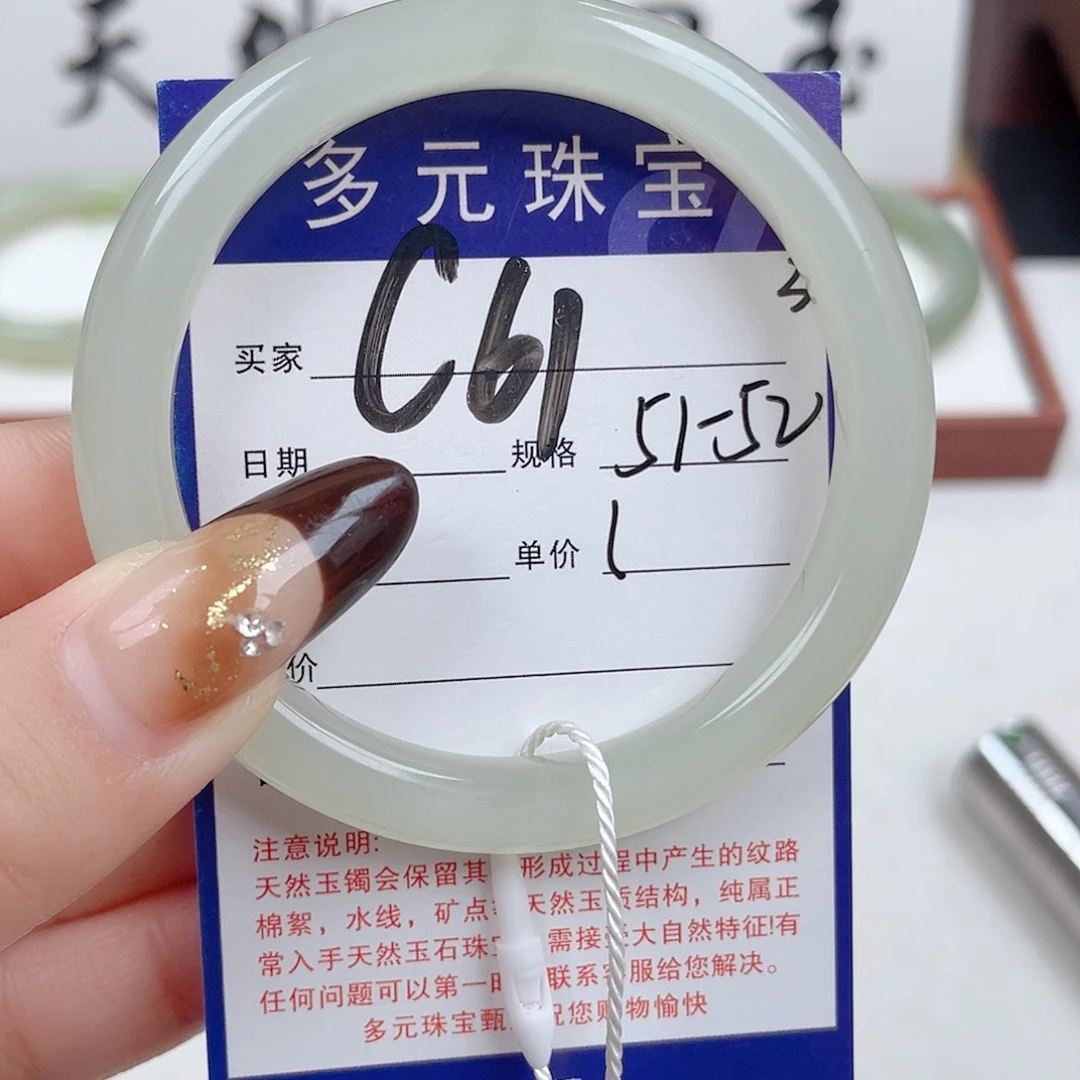 天
玉
多元珠宝
买家 C61
日期 规格 51-52
单价 1
价
注意说明:
天然玉镯会保留其 形成过程中产生的纹路
棉絮，水线，矿点 天然玉质结构，纯属正
常入手天然玉石珠宝 需接受大自然特征!有
任何问题可以第一时 联系客服给您解决。
多元珠宝甄 祝您购物愉快